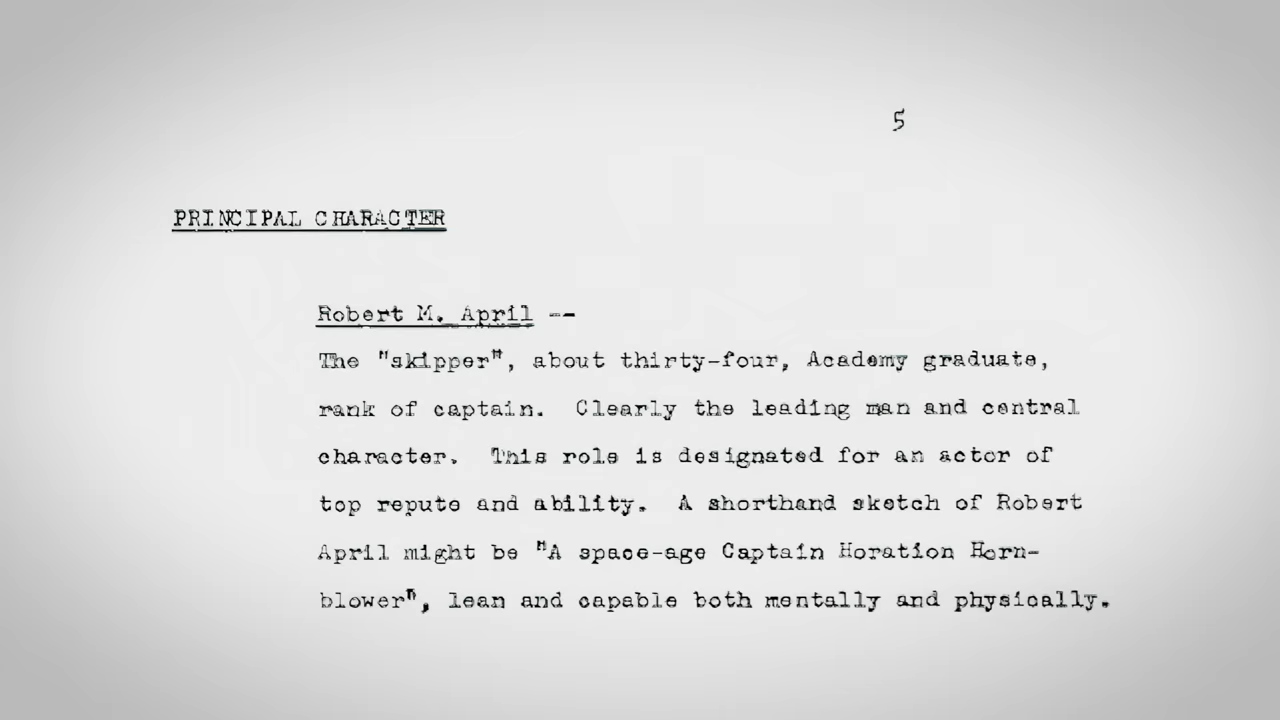 5
PRINCIPAL CHARACTER
Robert M. April --
The "skipper", about thirty-four, Academy graduate,
rank of captain. Clearly the leading man and central
character. This role is designated for an actor of
top repute and ability. A shorthand sketch of Robert
April might be "A space-age Captain Horation Horn-
blower", lean and capable both mentally and physically.